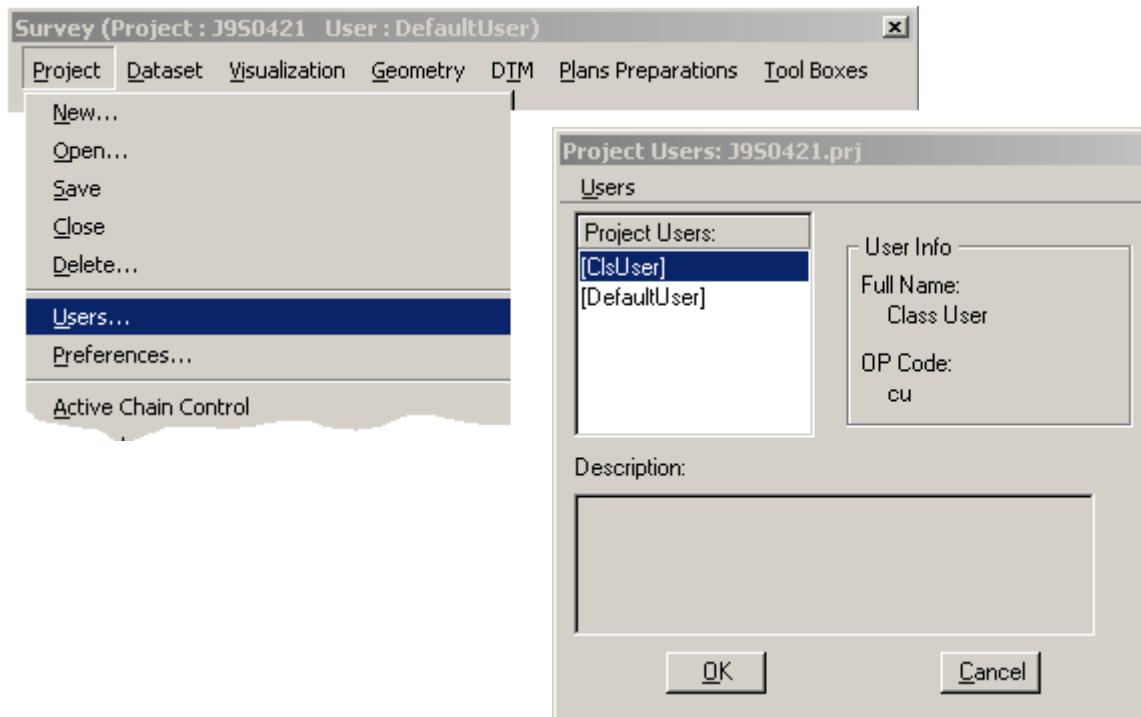 Survey (Project : J9S0421 User : DefaultUser)
Project Dataset Visualization Geometry DTM Plans Preparations Tool Boxes
New...
Open...
Save
Close
Delete...
Users...
Preferences...
Active Chain Control
Project Users: J9S0421.prj
Users
Project Users:
[ClsUser]
[DefaultUser]
User Info
Full Name:
Class User
OP Code:
cu
Description:
OK Cancel